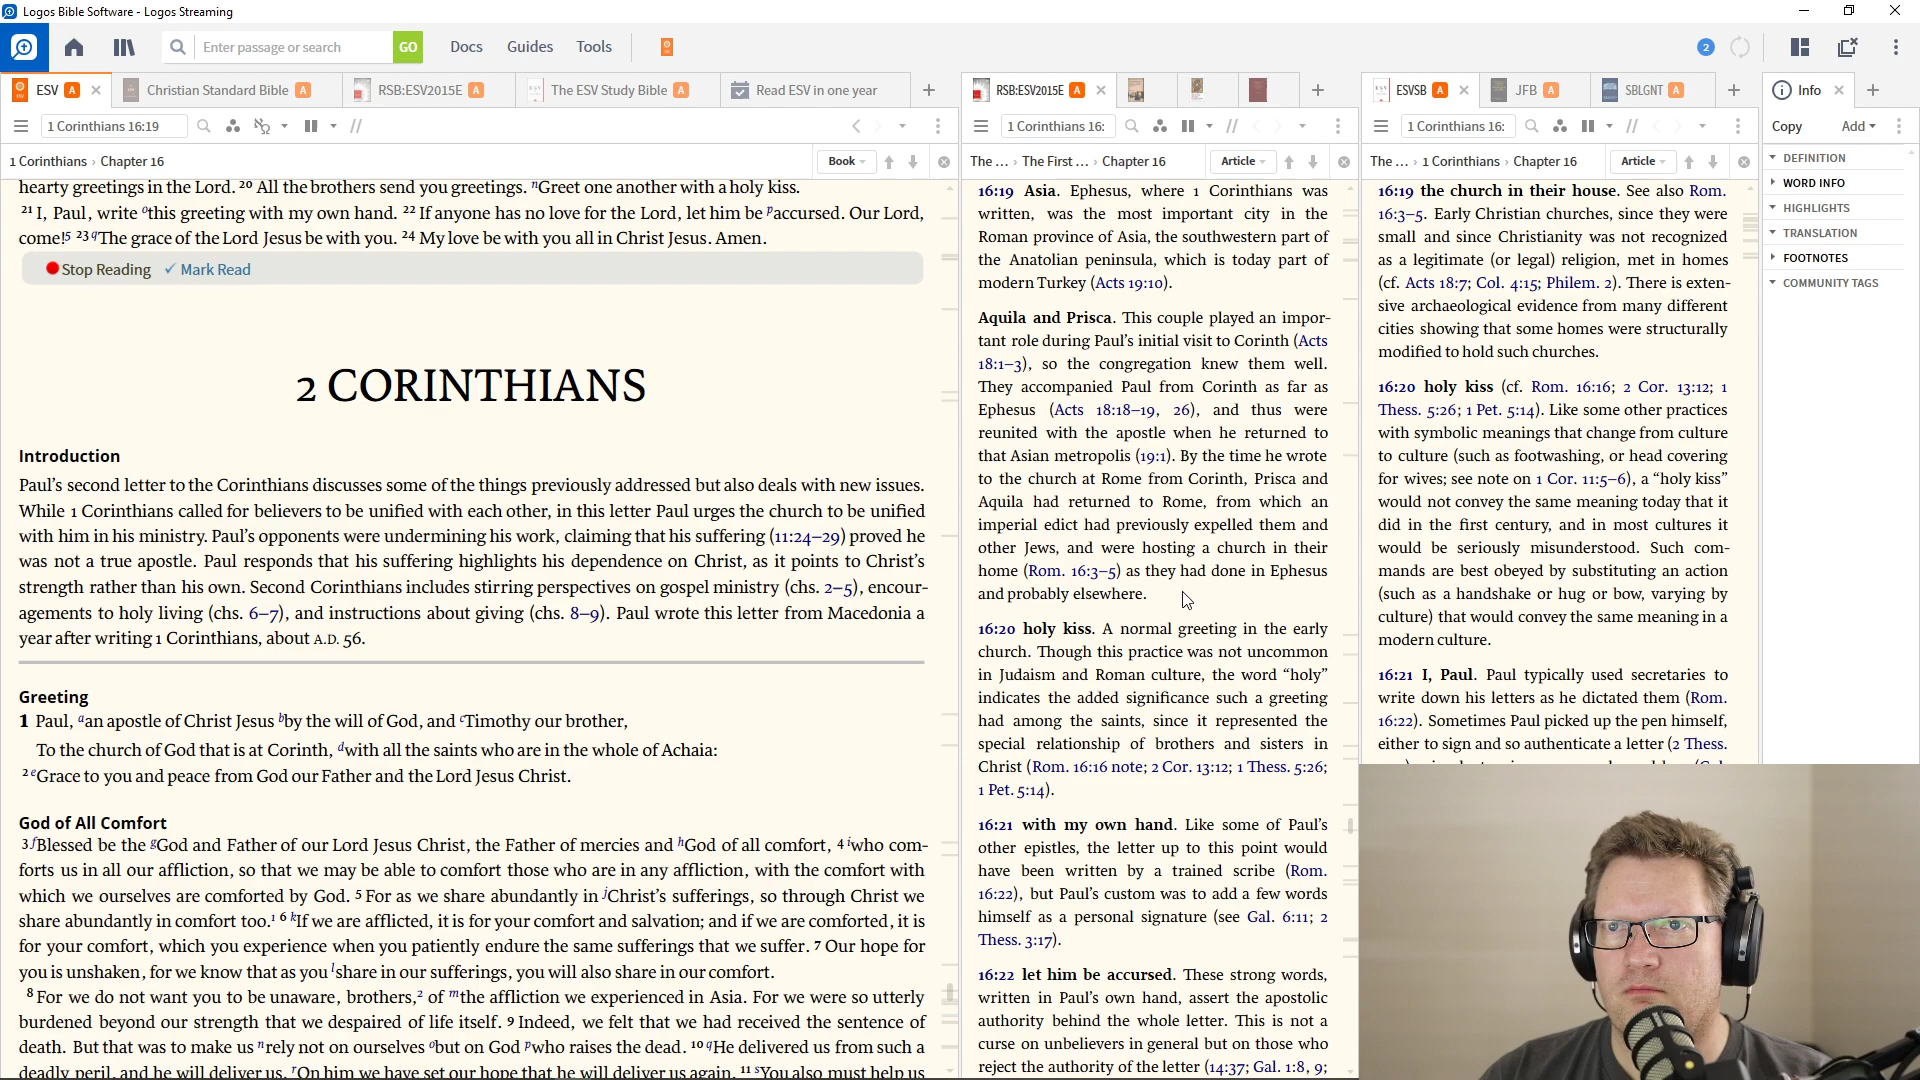 Logos Bible Software - Logos Streaming
Enter passage or search
GO
Docs
Guides
Tools
2
ESV A
Christian Standard Bible A
RSB:ESV2015E A
The ESV Study Bible A
Read ESV in one year
1 Corinthians 16:19
1 Corinthians › Chapter 16
Book
hearty greetings in the Lord. 20 All the brothers send you greetings. nGreet one another with a holy kiss.
21 I, Paul, write othis greeting with my own hand. 22 If anyone has no love for the Lord, let him be paccursed. Our Lord,
come!5 23 qThe grace of the Lord Jesus be with you. 24 My love be with you all in Christ Jesus. Amen.
Stop Reading ✓ Mark Read
2 CORINTHIANS
Introduction
Paul’s second letter to the Corinthians discusses some of the things previously addressed but also deals with new issues.
While 1 Corinthians called for believers to be unified with each other, in this letter Paul urges the church to be unified
with him in his ministry. Paul’s opponents were undermining his work, claiming that his suffering (11:24–29) proved he
was not a true apostle. Paul responds that his suffering highlights his dependence on Christ, as it points to Christ’s
strength rather than his own. Second Corinthians includes stirring perspectives on gospel ministry (chs. 2–5), encour-
agements to holy living (chs. 6–7), and instructions about giving (chs. 8–9). Paul wrote this letter from Macedonia a
year after writing 1 Corinthians, about A.D. 56.
Greeting
1 Paul, aan apostle of Christ Jesus bby the will of God, and cTimothy our brother,
To the church of God that is at Corinth, dwith all the saints who are in the whole of Achaia:
2 eGrace to you and peace from God our Father and the Lord Jesus Christ.
God of All Comfort
3 fBlessed be the gGod and Father of our Lord Jesus Christ, the Father of mercies and hGod of all comfort, 4 iwho com-
forts us in all our affliction, so that we may be able to comfort those who are in any affliction, with the comfort with
which we ourselves are comforted by God. 5 For as we share abundantly in jChrist’s sufferings, so through Christ we
share abundantly in comfort too.1 6 kIf we are afflicted, it is for your comfort and salvation; and if we are comforted, it is
for your comfort, which you experience when you patiently endure the same sufferings that we suffer. 7 Our hope for
you is unshaken, for we know that as you lshare in our sufferings, you will also share in our comfort.
8 For we do not want you to be unaware, brothers,2 of mthe affliction we experienced in Asia. For we were so utterly
burdened beyond our strength that we despaired of life itself. 9 Indeed, we felt that we had received the sentence of
death. But that was to make us nrely not on ourselves obut on God pwho raises the dead. 10 qHe delivered us from such a
deadly peril, and he will deliver us. rOn him we have set our hope that he will deliver us again. 11 sYou also must help us
RSB:ESV2015E A
1 Corinthians 16:
The ... › The First ... › Chapter 16
Article
16:19 Asia. Ephesus, where 1 Corinthians was
written, was the most important city in the
Roman province of Asia, the southwestern part of
the Anatolian peninsula, which is today part of
modern Turkey (Acts 19:10).
Aquila and Prisca. This couple played an impor-
tant role during Paul’s initial visit to Corinth (Acts
18:1–3), so the congregation knew them well.
They accompanied Paul from Corinth as far as
Ephesus (Acts 18:18–19, 26), and thus were
reunited with the apostle when he returned to
that Asian metropolis (19:1). By the time he wrote
to the church at Rome from Corinth, Prisca and
Aquila had returned to Rome, from which an
imperial edict had previously expelled them and
other Jews, and were hosting a church in their
home (Rom. 16:3–5) as they had done in Ephesus
and probably elsewhere.
16:20 holy kiss. A normal greeting in the early
church. Though this practice was not uncommon
in Judaism and Roman culture, the word “holy”
indicates the added significance such a greeting
had among the saints, since it represented the
special relationship of brothers and sisters in
Christ (Rom. 16:16 note; 2 Cor. 13:12; 1 Thess. 5:26;
1 Pet. 5:14).
16:21 with my own hand. Like some of Paul’s
other epistles, the letter up to this point would
have been written by a trained scribe (Rom.
16:22), but Paul’s custom was to add a few words
himself as a personal signature (see Gal. 6:11; 2
Thess. 3:17).
16:22 let him be accursed. These strong words,
written in Paul’s own hand, assert the apostolic
authority behind the whole letter. This is not a
curse on unbelievers in general but on those who
reject the authority of the letter (14:37; Gal. 1:8, 9;
ESVSB A
JFB A
SBLGNT A
1 Corinthians 16:
The ... › 1 Corinthians › Chapter 16
Article
16:19 the church in their house. See also Rom.
16:3–5. Early Christian churches, since they were
small and since Christianity was not recognized
as a legitimate (or legal) religion, met in homes
(cf. Acts 18:7; Col. 4:15; Philem. 2). There is exten-
sive archaeological evidence from many different
cities showing that some homes were structurally
modified to hold such churches.
16:20 holy kiss (cf. Rom. 16:16; 2 Cor. 13:12; 1
Thess. 5:26; 1 Pet. 5:14). Like some other practices
with symbolic meanings that change from culture
to culture (such as footwashing, or head covering
for wives; see note on 1 Cor. 11:5–6), a “holy kiss”
would not convey the same meaning today that it
did in the first century, and in most cultures it
would be seriously misunderstood. Such com-
mands are best obeyed by substituting an action
(such as a handshake or hug or bow, varying by
culture) that would convey the same meaning in a
modern culture.
16:21 I, Paul. Paul typically used secretaries to
write down his letters as he dictated them (Rom.
16:22). Sometimes Paul picked up the pen himself,
either to sign and so authenticate a letter (2 Thess.
Info
Copy
Add
DEFINITION
WORD INFO
HIGHLIGHTS
TRANSLATION
FOOTNOTES
COMMUNITY TAGS